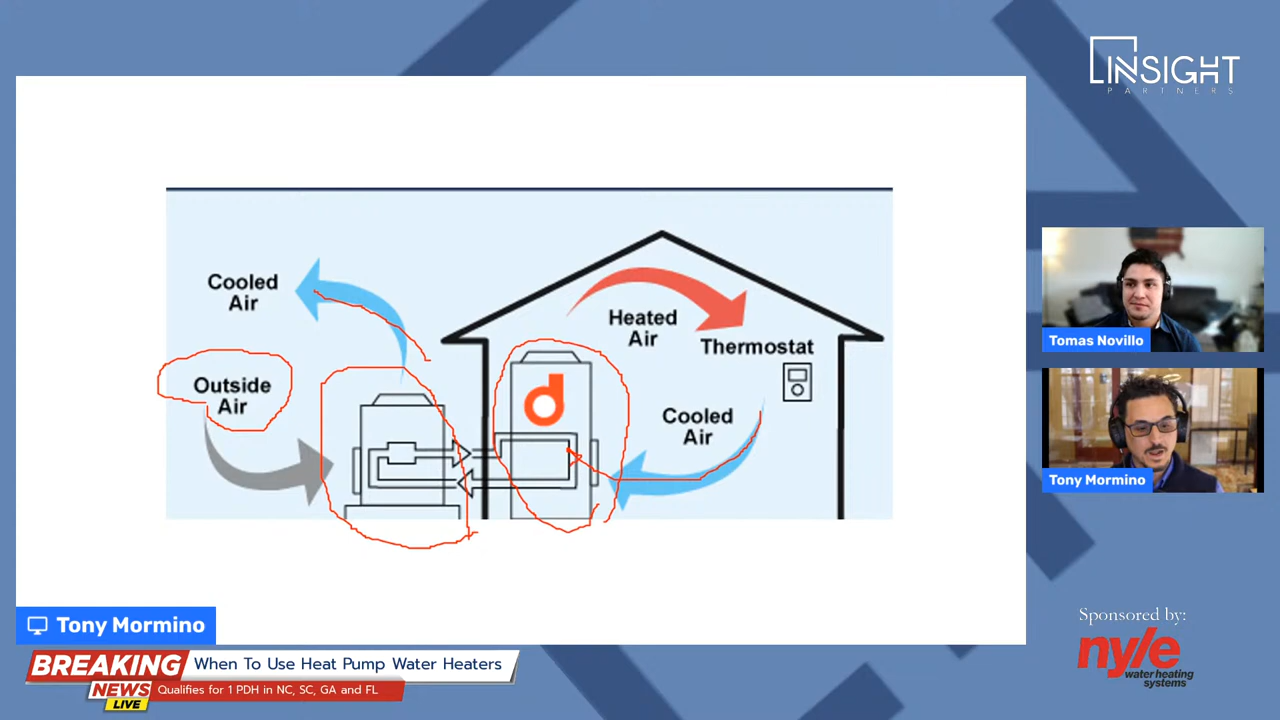 INSIGHT
PARTNERS
Cooled
Air
Outside
Air
d
Heated
Air
Thermostat
Cooled
Air
Tomas Novillo
Tony Mormino
Tony Mormino
BREAKING
NEWS
LIVE
When To Use Heat Pump Water Heaters
Qualifies for 1 PDH in NC, SC, GA and FL
Sponsored by:
nyle
water heating
systems